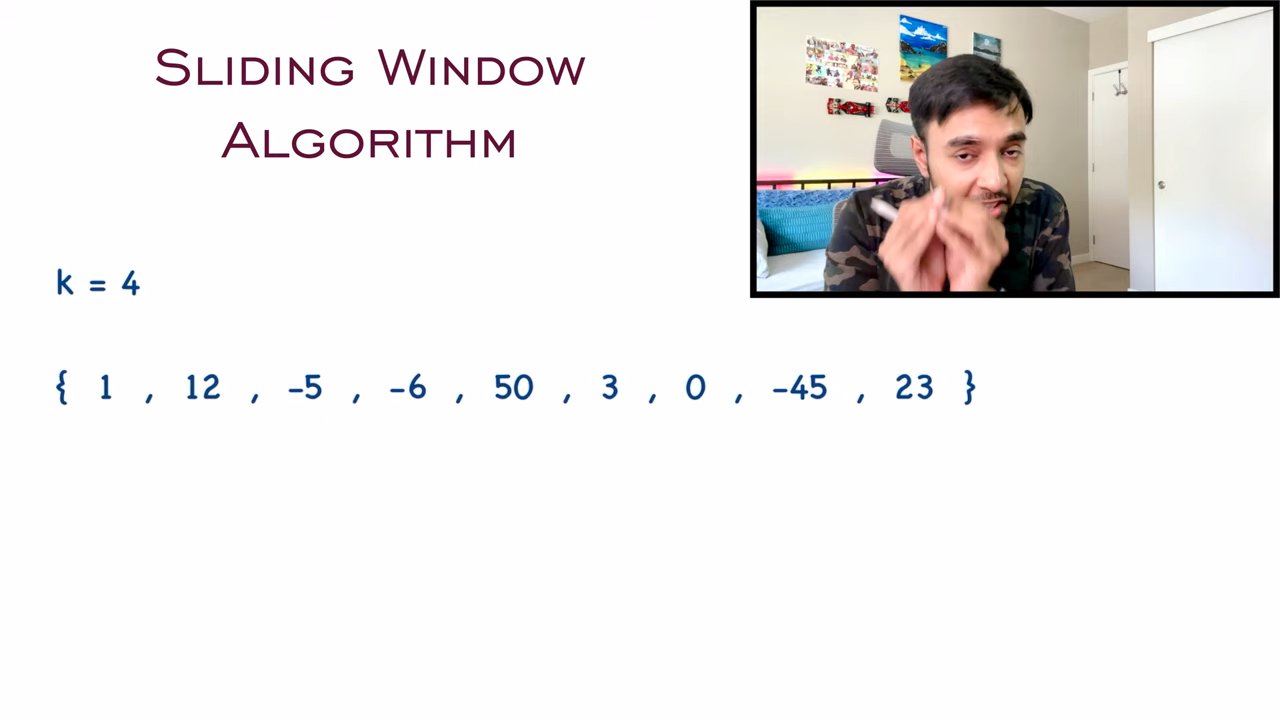 Sliding Window
Algorithm
k = 4
{ 1 , 12 , -5 , -6 , 50 , 3 , 0 , -45 , 23 }